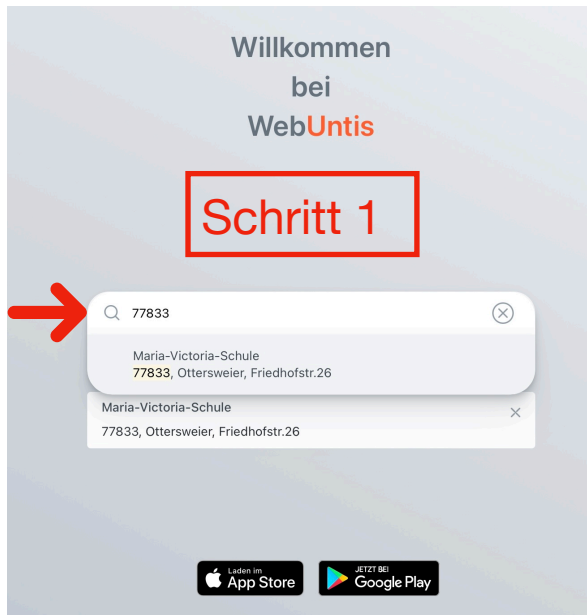 Willkommen
bei
WebUntis
Schritt 1
77833
Maria-Victoria-Schule
77833, Ottersweier, Friedhofstr.26
Maria-Victoria-Schule
77833, Ottersweier, Friedhofstr.26
Laden im
App Store
JETZT BEI
Google Play